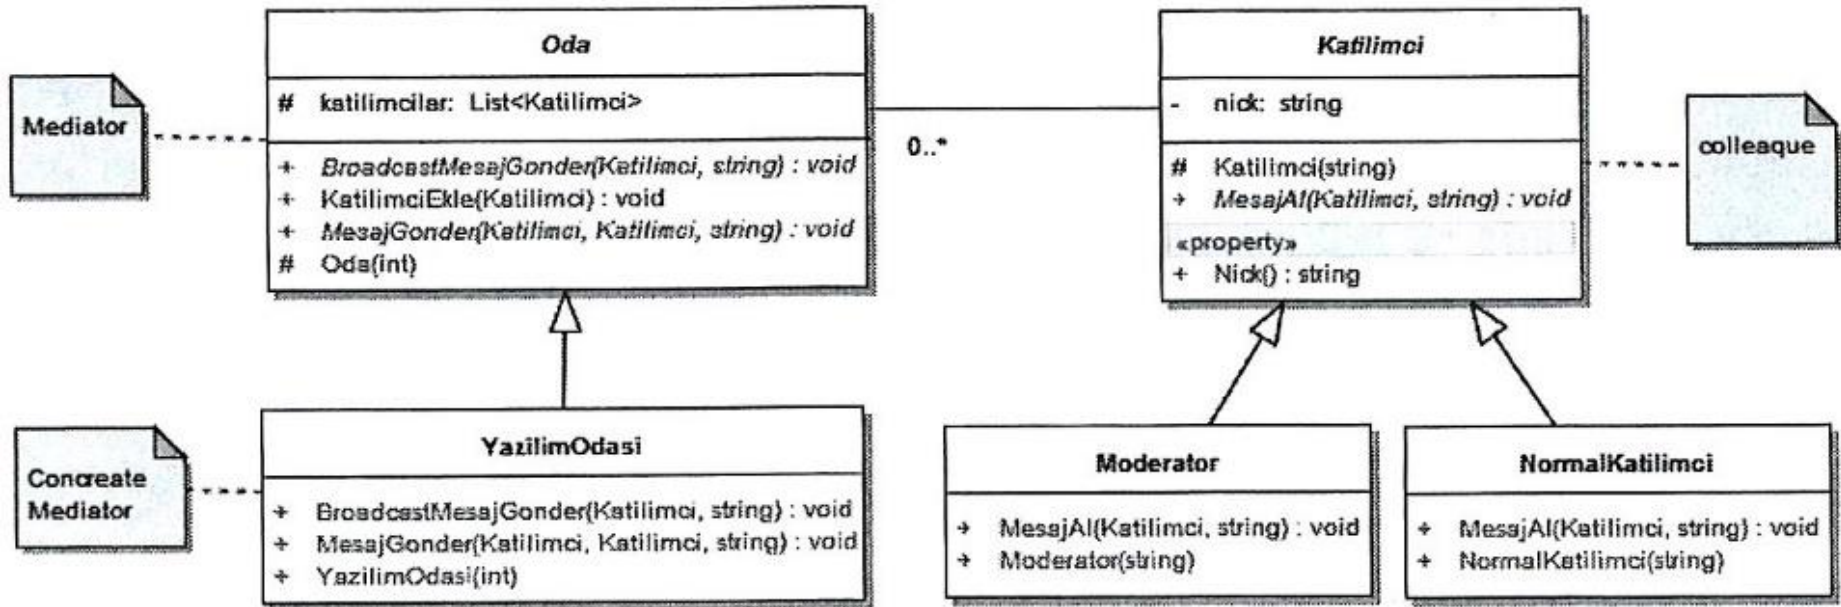 Mediator
Oda
# katilimcilar: List<Katilimci>
+ BroadcastMesajGonder(Katilimci, string) : void
+ KatilimciEkle(Katilimci) : void
+ MesajGonder(Katilimci, Katilimci, string) : void
# Oda(int)
0..*
Katilimci
- nick: string
# Katilimci(string)
+ MesajAl(Katilimci, string) : void
«property»
+ Nick() : string
colleaque
Concreate
Mediator
YazilimOdasi
+ BroadcastMesajGonder(Katilimci, string) : void
+ MesajGonder(Katilimci, Katilimci, string) : void
+ YazilimOdasi(int)
Moderator
+ MesajAl(Katilimci, string) : void
+ Moderator(string)
NormalKatilimci
+ MesajAl(Katilimci, string) : void
+ NormalKatilimci(string)